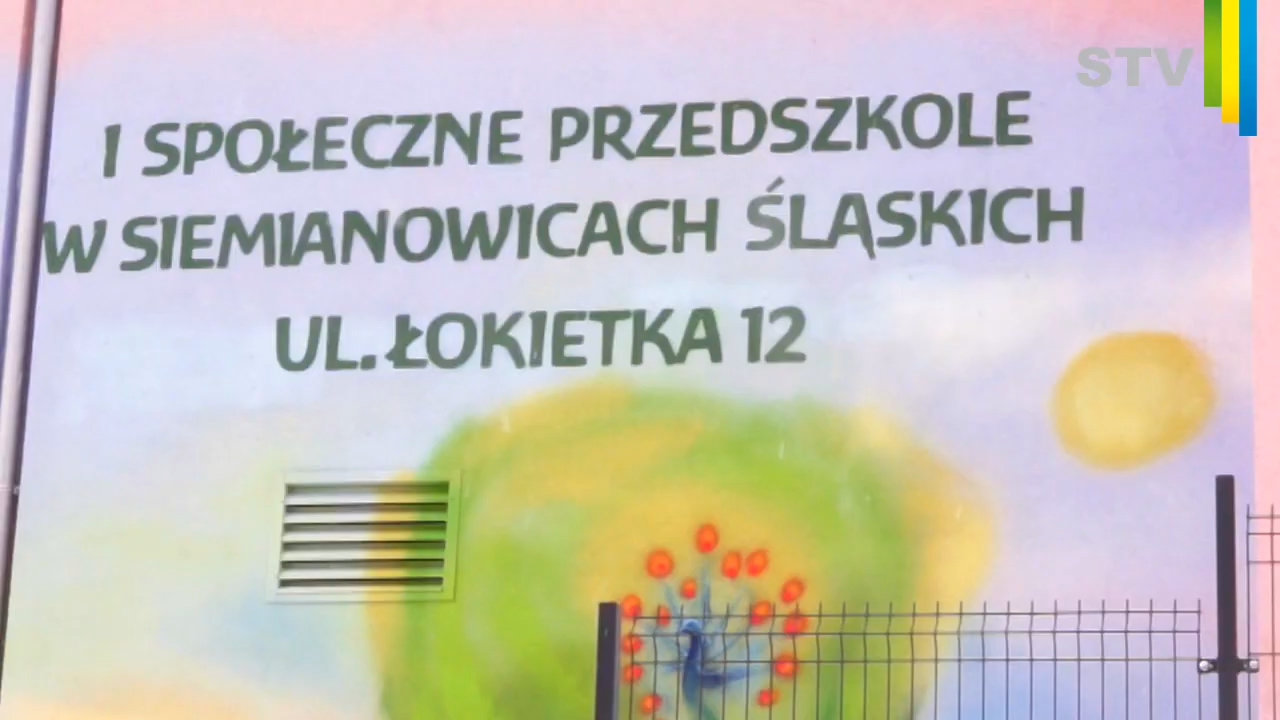 STV
I SPOŁECZNE PRZEDSZKOLE
W SIEMIANOWICACH ŚLĄSKICH
UL. ŁOKIETKA 12